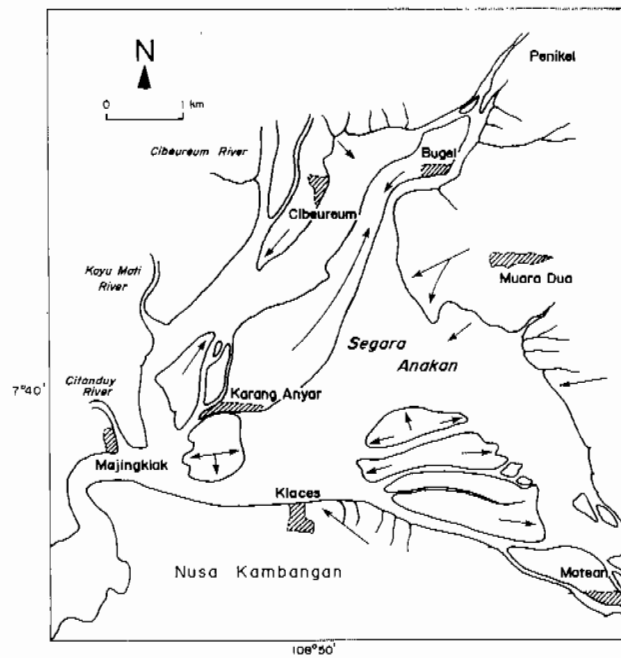 Penikel
N
0 1 km
Cibeureum River
Bugel
Cibeureum
Kayu Mati
River
Muara Dua
Segara
Anakan
7°40'
Citanduy
River
Karang Anyar
Majingkiak
Klaces
Nusa Kambangan
Motean
108°50'